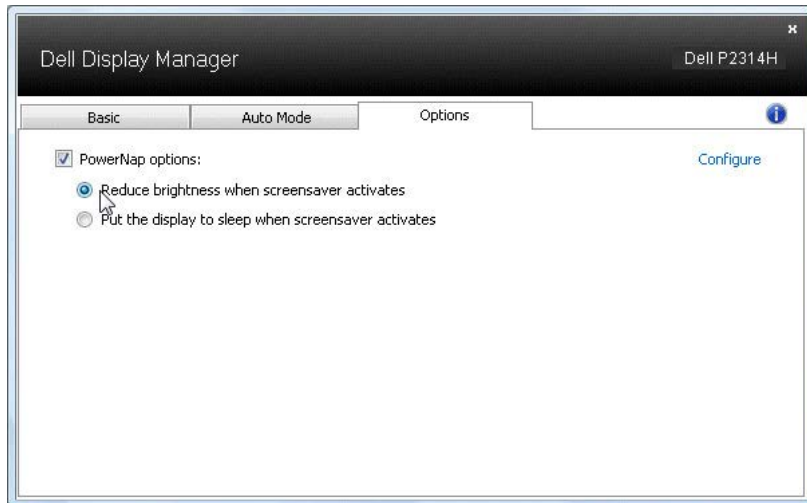 x
Dell Display Manager
Dell P2314H
Basic
Auto Mode
Options
i
PowerNap options:
Configure
Reduce brightness when screensaver activates
Put the display to sleep when screensaver activates